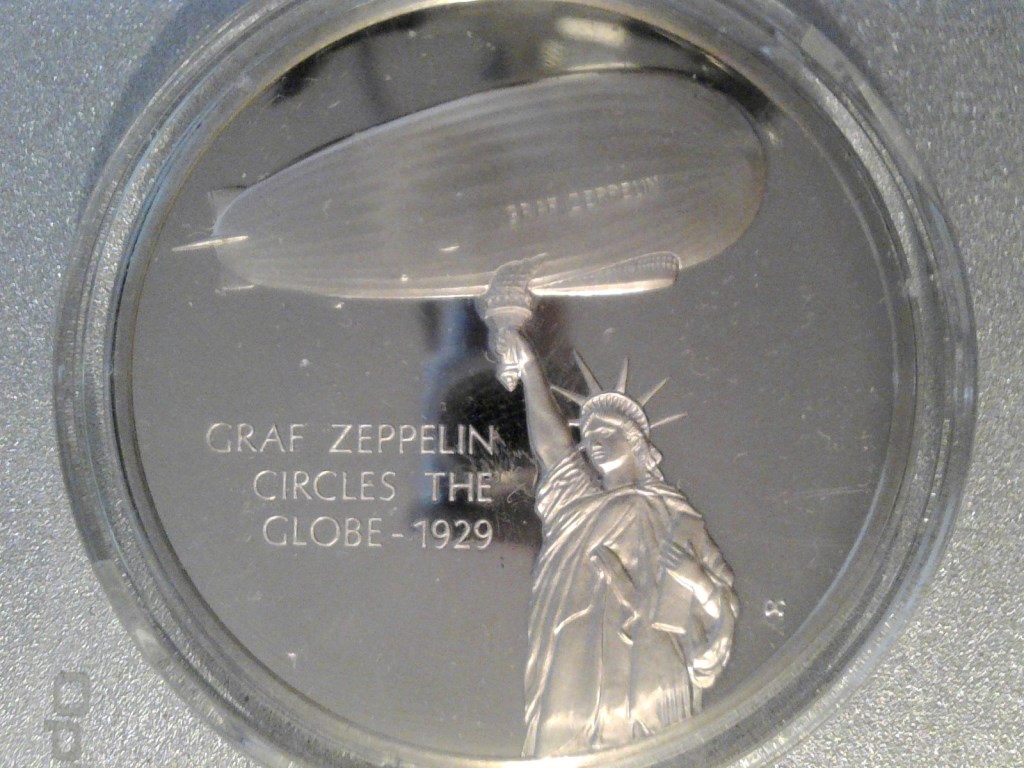 GRAF ZEPPELIN
GRAF ZEPPELIN
CIRCLES THE
GLOBE - 1929